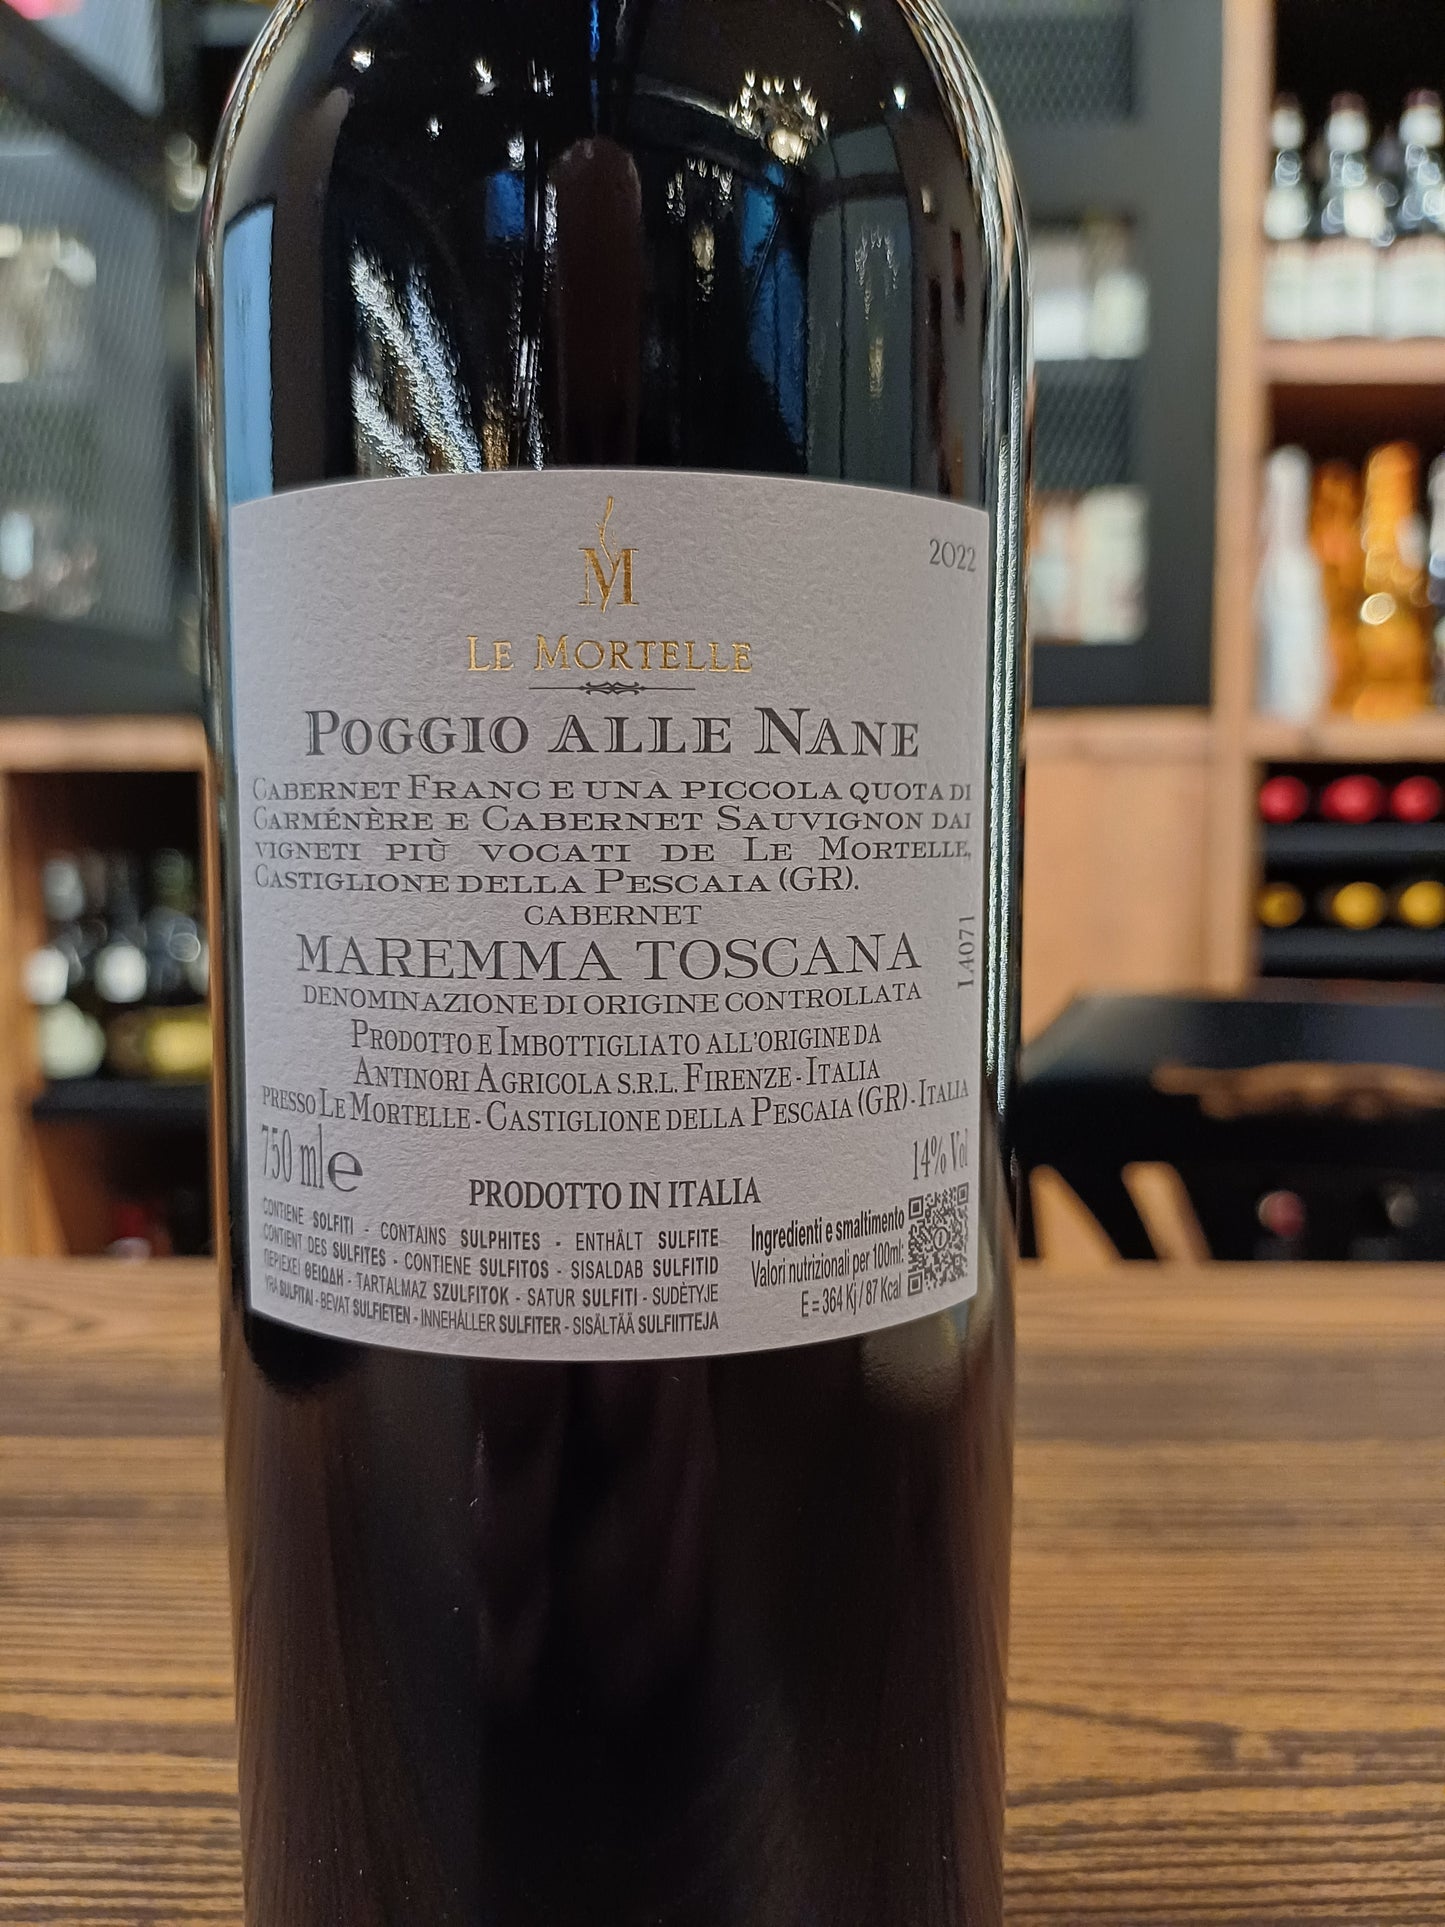 2022
M
LE MORTELLE
POGGIO ALLE NANE
CABERNET FRANC E UNA PICCOLA QUOTA DI
CARMÉNÈRE E CABERNET SAUVIGNON DAI
VIGNETI PIÙ VOCATI DE LE MORTELLE,
CASTIGLIONE DELLA PESCAIA (GR).
CABERNET
MAREMMA TOSCANA
DENOMINAZIONE DI ORIGINE CONTROLLATA
L4071
PRODOTTO E IMBOTTIGLIATO ALL'ORIGINE DA
ANTINORI AGRICOLA S.R.L. FIRENZE - ITALIA
PRESSO LE MORTELLE - CASTIGLIONE DELLA PESCAIA (GR) - ITALIA
750 ml e
14% Vol
PRODOTTO IN ITALIA
CONTIENE SOLFITI - CONTAINS SULPHITES - ENTHÄLT SULFITE
CONTIENT DES SULFITES - CONTIENE SULFITOS - SISALDAB SULFITID
ΠΕΡΙΕΧΕΙ ΘΕΙΩΔΗ - TARTALMAZ SZULFITOK - SATUR SULFITI - SUDĖTYJE
YRA SULFITAI - BEVAT SULFIETEN - INNEHÅLLER SULFITER - SISÄLTÄÄ SULFIITTEJA
Ingredienti e smaltimento
Valori nutrizionali per 100ml:
E = 364 Kj / 87 Kcal